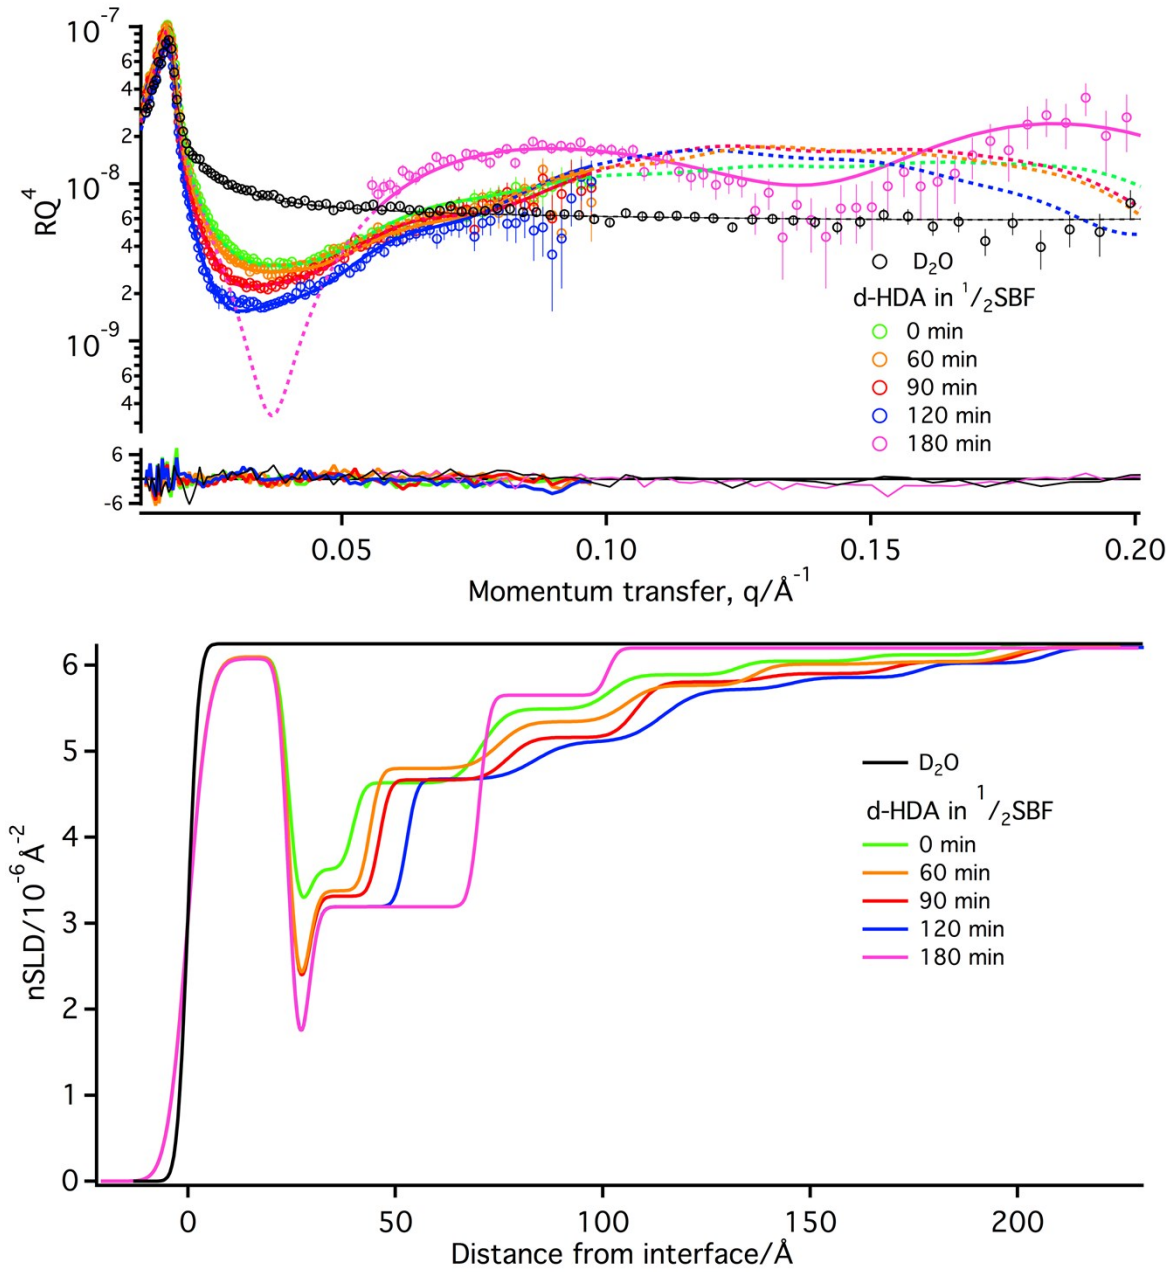 10⁻⁷
6
4
2
10⁻⁸
6
4
2
10⁻⁹
6
4
RQ⁴
D₂O
d-HDA in ¹/₂SBF
0 min
60 min
90 min
120 min
180 min
6
-6
0.05 0.10 0.15 0.20
Momentum transfer, q/Å⁻¹
6
5
4
3
2
1
0
nSLD/10⁻⁶Å⁻²
D₂O
d-HDA in ¹/₂SBF
0 min
60 min
90 min
120 min
180 min
0 50 100 150 200
Distance from interface/Å